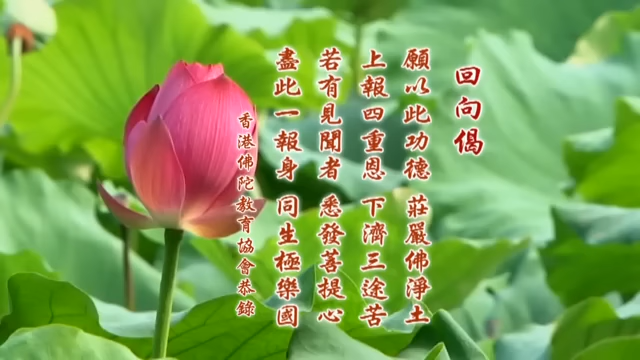 回向偈
願以此功德 莊嚴佛淨土
上報四重恩 下濟三途苦
若有見聞者 悉發菩提心
盡此一報身 同生極樂國
香港佛陀教育協會恭錄